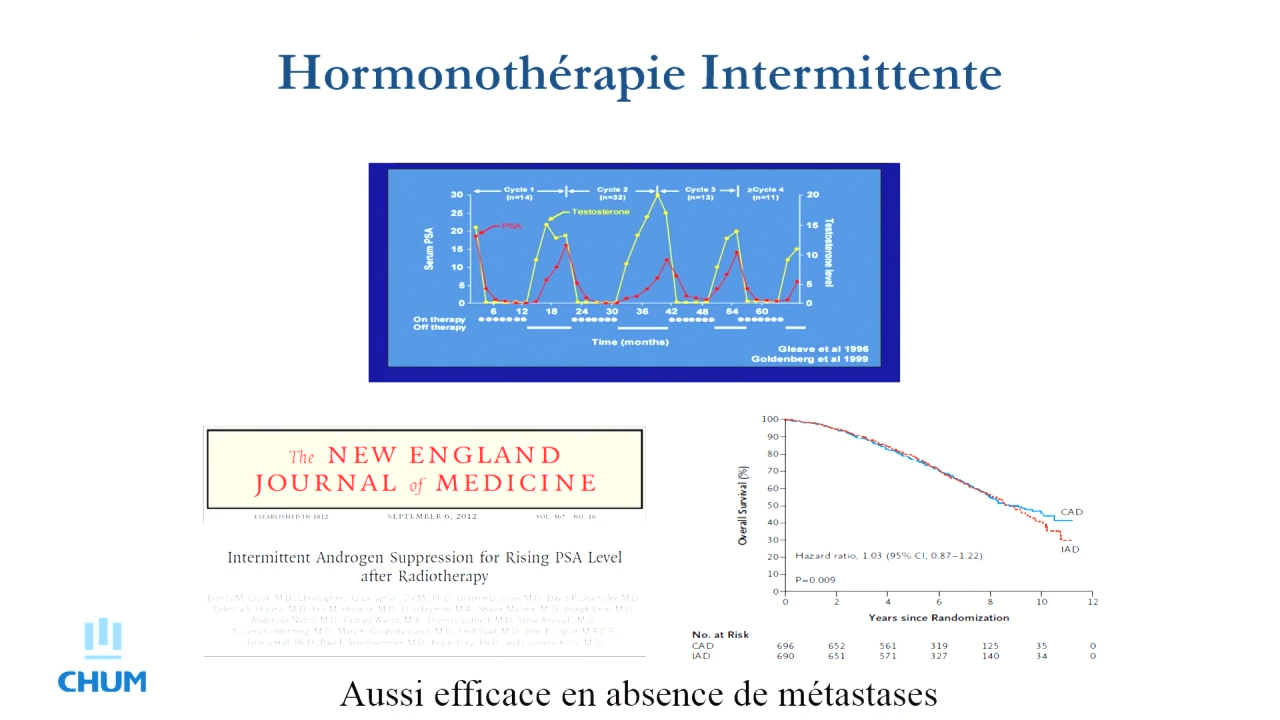 Hormonothérapie Intermittente
Cycle 1 Cycle 2 Cycle 3 ≥Cycle 4
(n=14) (n=32) (n=13) (n=11)
30 20
25
Testosterone
PSA
20 15
15 10
10
5 5
0 0
Serum PSA
Testosterone level
6 12 18 24 30 36 42 48 54 60
On therapy
Off therapy
Time (months)
Gleave et al 1996
Goldenberg et al 1999
The NEW ENGLAND
JOURNAL of MEDICINE
ESTABLISHED IN 1812 SEPTEMBER 6, 2012 VOL. 367 NO. 10
Intermittent Androgen Suppression for Rising PSA Level
after Radiotherapy
100
90
80
70
60
50
40
30
20
10
0
Overall Survival (%)
CAD
IAD
Hazard ratio, 1.03 (95% CI, 0.87–1.22)
P=0.009
0 2 4 6 8 10 12
Years since Randomization
No. at Risk
CAD 696 652 561 319 125 35 0
IAD 690 651 571 327 140 34 0
CHUM
Aussi efficace en absence de métastases